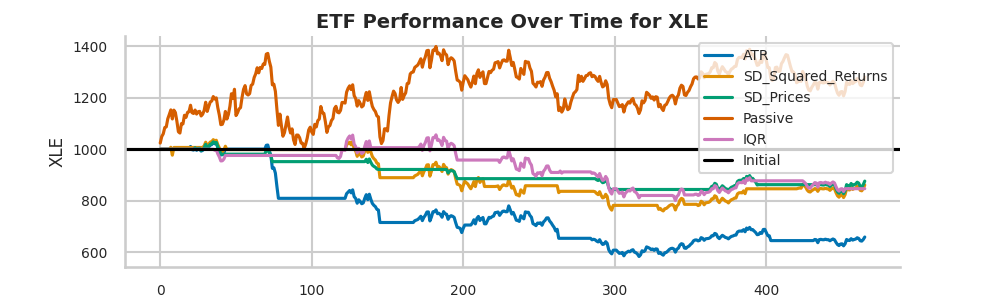 ETF Performance Over Time for XLE
XLE
1400
1200
1000
800
600
0
100
200
300
400
ATR
SD_Squared_Returns
SD_Prices
Passive
IQR
Initial